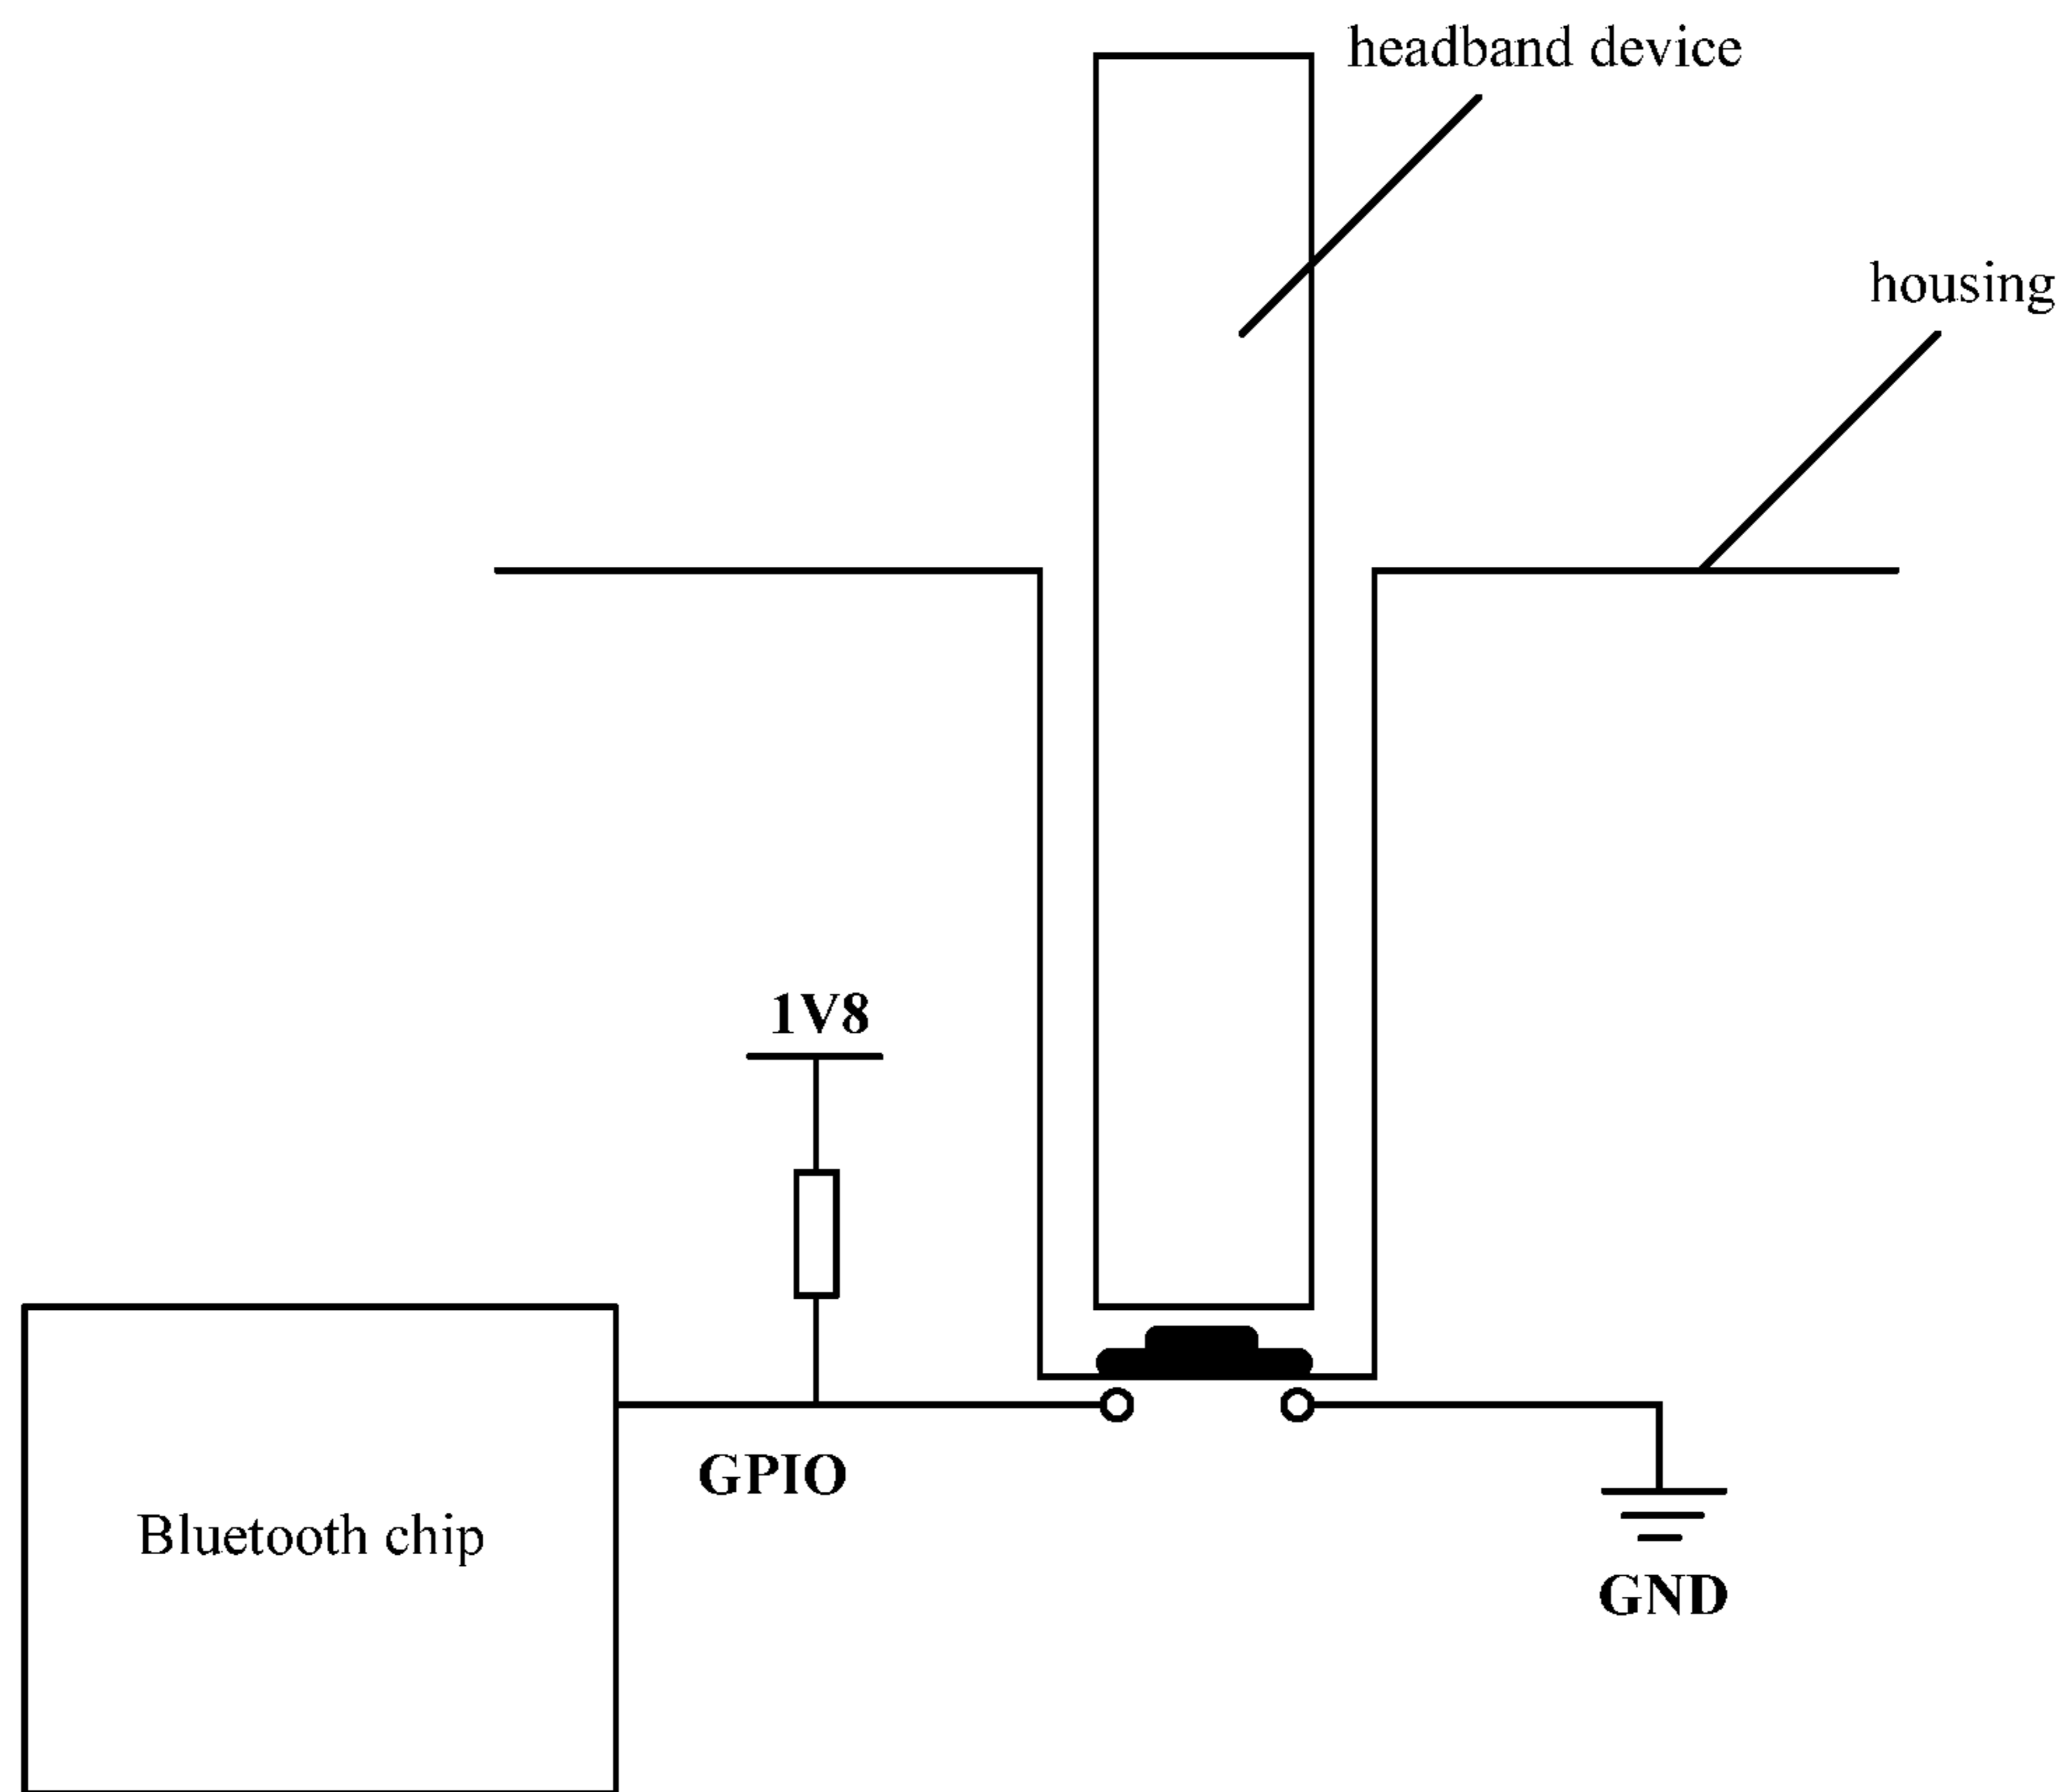 headband device
housing
1V8
GPIO
Bluetooth chip
GND